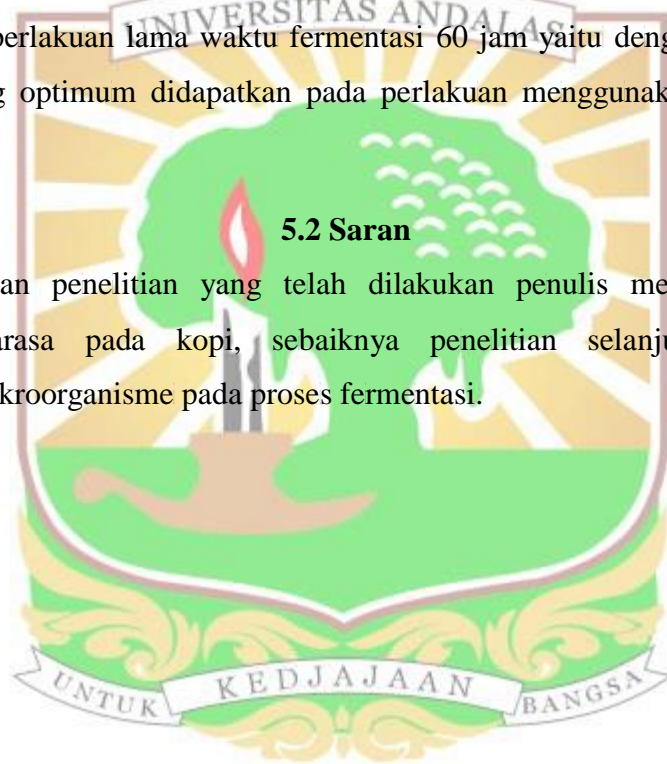 UNIVERSITAS ANDALAS
perlakuan lama waktu fermentasi 60 jam yaitu deng
optimum didapatkan pada perlakuan menggunak
5.2 Saran
an penelitian yang telah dilakukan penulis me
arasa pada kopi, sebaiknya penelitian selanju
kroorganisme pada proses fermentasi.
UNTUK KEDJAJAAN BANGSA